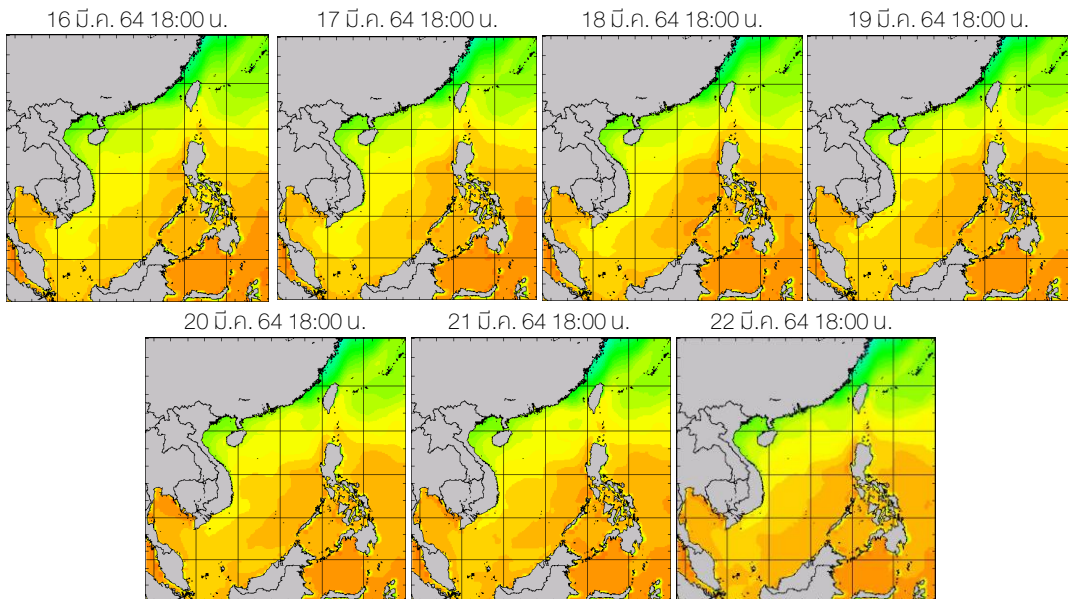 16 มี.ค. 64 18:00 น.
17 มี.ค. 64 18:00 น.
18 มี.ค. 64 18:00 น.
19 มี.ค. 64 18:00 น.
20 มี.ค. 64 18:00 น.
21 มี.ค. 64 18:00 น.
22 มี.ค. 64 18:00 น.